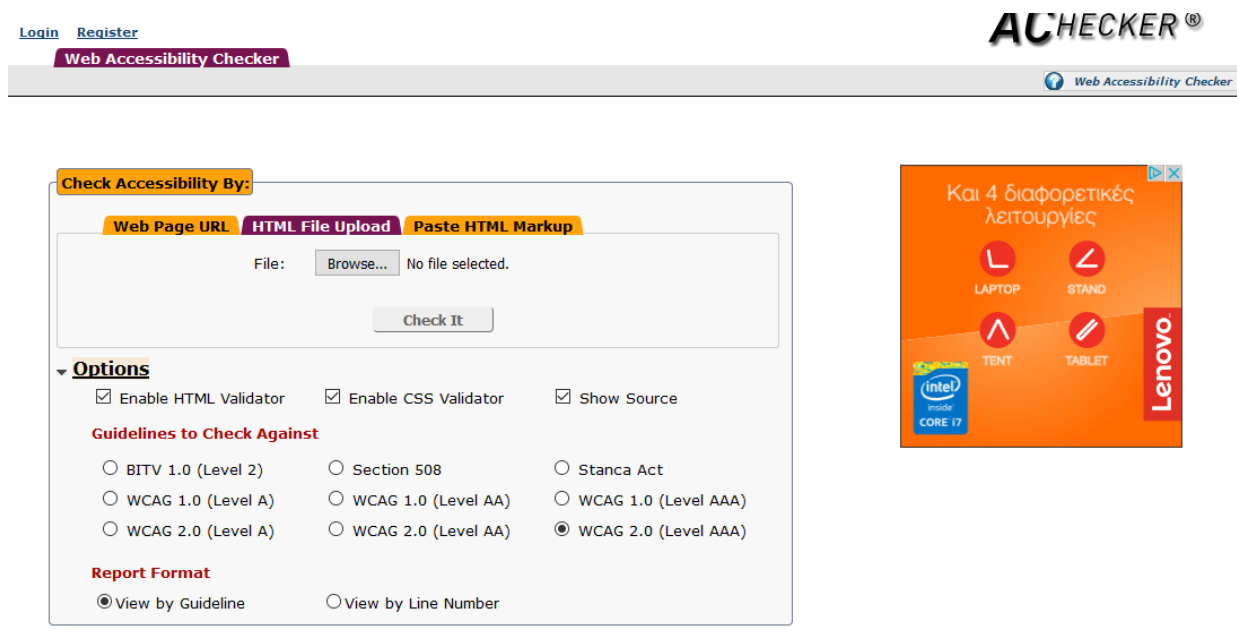 Login Register
ACHECKER ®
Web Accessibility Checker
Web Accessibility Checker
Check Accessibility By:
Web Page URL HTML File Upload Paste HTML Markup
File: Browse... No file selected.
Check It
Options
Enable HTML Validator Enable CSS Validator Show Source
Guidelines to Check Against
BITV 1.0 (Level 2) Section 508 Stanca Act
WCAG 1.0 (Level A) WCAG 1.0 (Level AA) WCAG 1.0 (Level AAA)
WCAG 2.0 (Level A) WCAG 2.0 (Level AA) WCAG 2.0 (Level AAA)
Report Format
View by Guideline View by Line Number
Και 4 διαφορετικές
λειτουργίες
LAPTOP STAND
TENT TABLET
Lenovo
intel
inside
CORE i7